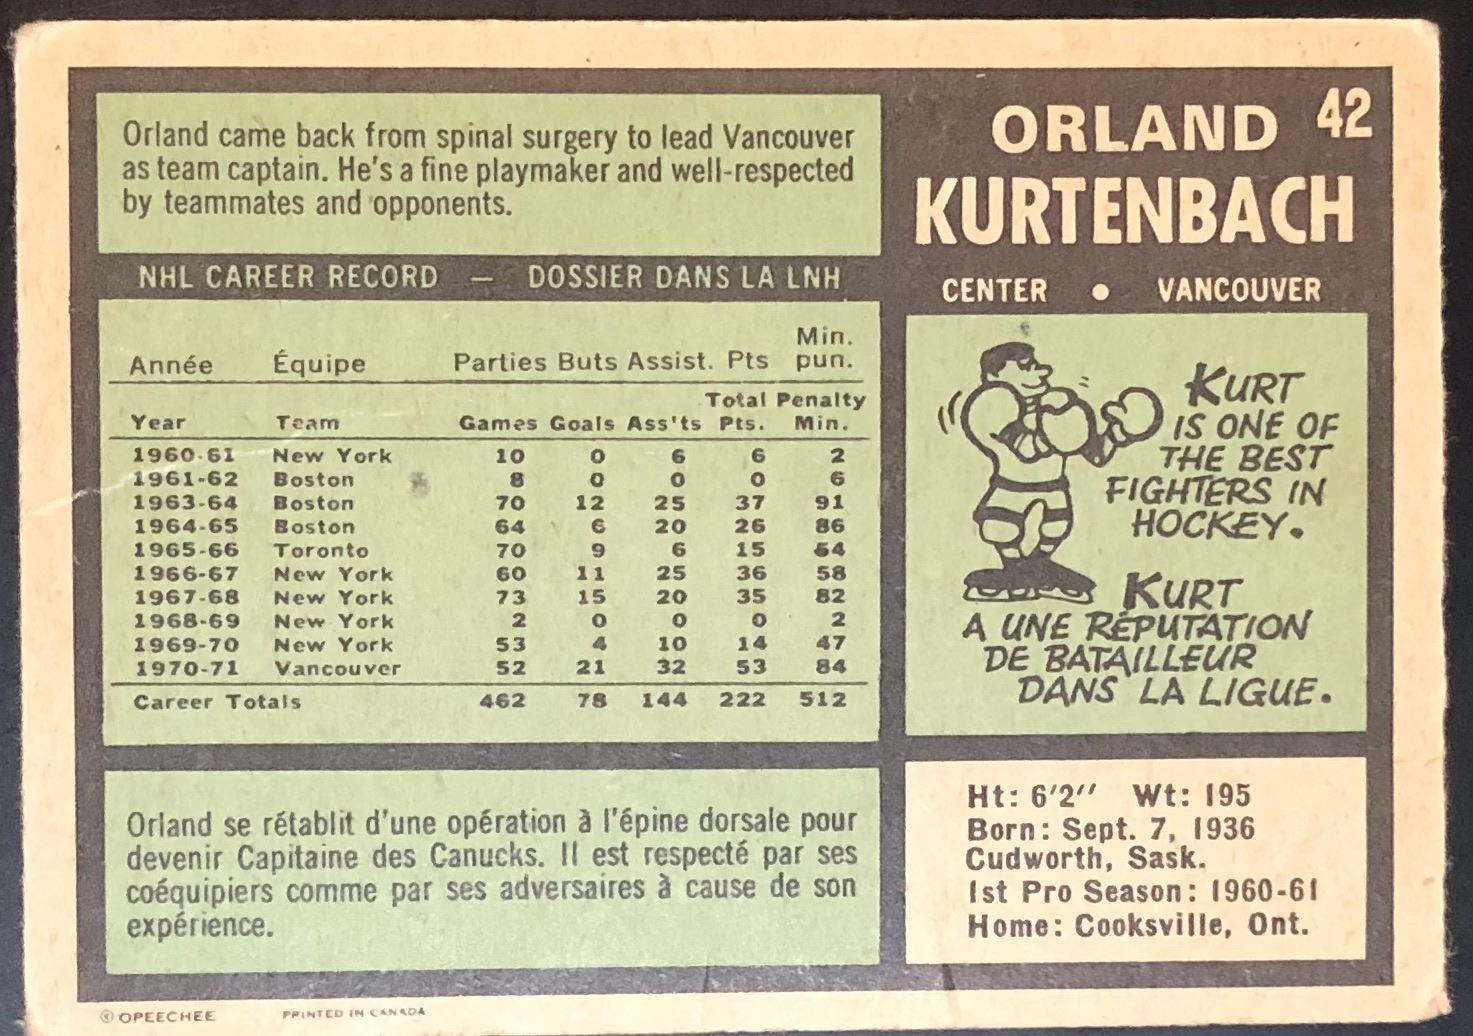 Orland came back from spinal surgery to lead Vancouver
as team captain. He's a fine playmaker and well-respected
by teammates and opponents.
NHL CAREER RECORD — DOSSIER DANS LA LNH
Min.
Année Équipe Parties Buts Assist. Pts pun.
Total Penalty
Year Team Games Goals Ass'ts Pts. Min.
1960-61 New York 10 0 6 6 2
1961-62 Boston 8 0 0 0 6
1963-64 Boston 70 12 25 37 91
1964-65 Boston 64 6 20 26 86
1965-66 Toronto 70 9 6 15 54
1966-67 New York 60 11 25 36 58
1967-68 New York 73 15 20 35 82
1968-69 New York 2 0 0 0 2
1969-70 New York 53 4 10 14 47
1970-71 Vancouver 52 21 32 53 84
Career Totals 462 78 144 222 512
Orland se rétablit d'une opération à l'épine dorsale pour
devenir Capitaine des Canucks. Il est respecté par ses
coéquipiers comme par ses adversaires à cause de son
expérience.
© OPEECHEE PRINTED IN CANADA
ORLAND 42
KURTENBACH
CENTER • VANCOUVER
KURT
IS ONE OF
THE BEST
FIGHTERS IN
HOCKEY.
KURT
A UNE RÉPUTATION
DE BATAILLEUR
DANS LA LIGUE.
Ht: 6'2" Wt: 195
Born: Sept. 7, 1936
Cudworth, Sask.
1st Pro Season: 1960-61
Home: Cooksville, Ont.